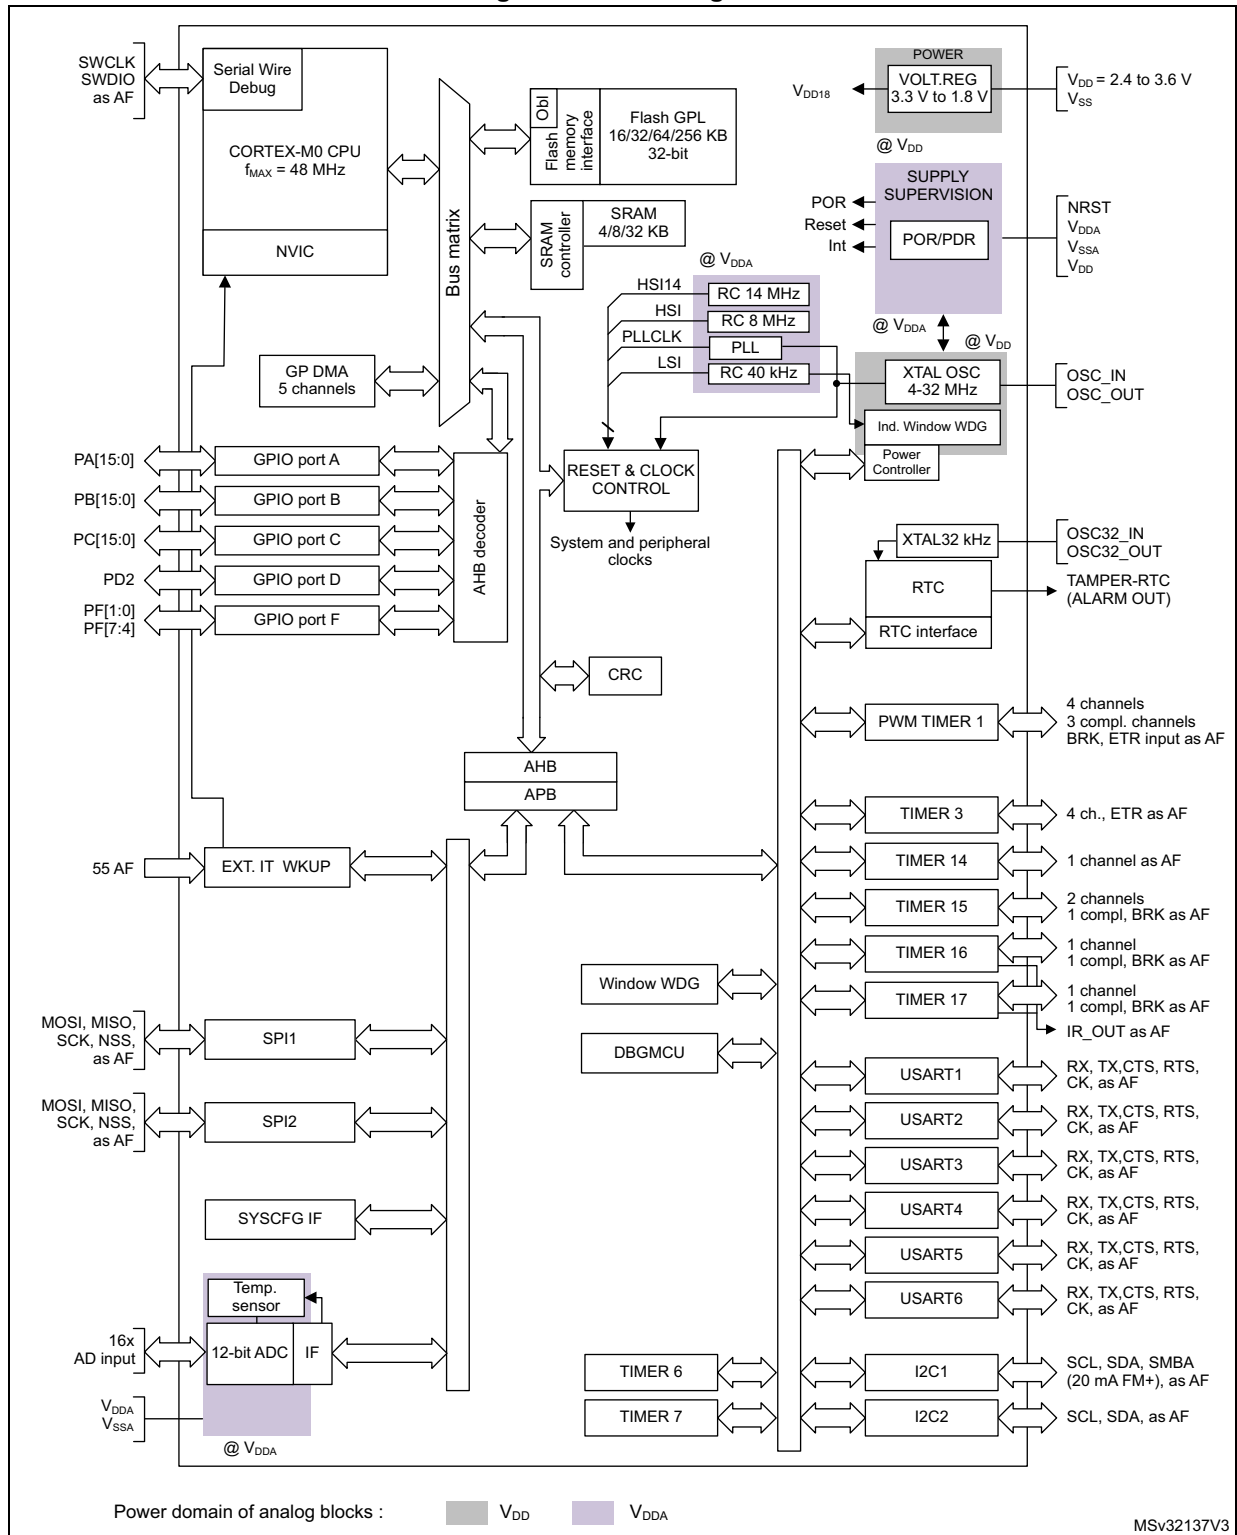 SWCLK
SWDIO
as AF
Serial Wire
Debug
CORTEX-M0 CPU
fMAX = 48 MHz
NVIC
Bus matrix
Obl
Flash
memory
interface
Flash GPL
16/32/64/256 KB
32-bit
SRAM
controller
SRAM
4/8/32 KB
POWER
VOLT.REG
3.3 V to 1.8 V
VDD18
VDD = 2.4 to 3.6 V
VSS
@ VDD
SUPPLY
SUPERVISION
POR
Reset
Int
POR/PDR
NRST
VDDA
VSSA
VDD
@ VDDA
HSI14
RC 14 MHz
HSI
RC 8 MHz
PLLCLK
PLL
LSI
RC 40 kHz
@ VDDA
@ VDD
XTAL OSC
4-32 MHz
OSC_IN
OSC_OUT
Ind. Window WDG
Power
Controller
GP DMA
5 channels
PA[15:0]
GPIO port A
PB[15:0]
GPIO port B
PC[15:0]
GPIO port C
PD2
GPIO port D
PF[1:0]
PF[7:4]
GPIO port F
AHB decoder
RESET & CLOCK
CONTROL
System and peripheral
clocks
XTAL32 kHz
OSC32_IN
OSC32_OUT
RTC
TAMPER-RTC
(ALARM OUT)
RTC interface
CRC
PWM TIMER 1
4 channels
3 compl. channels
BRK, ETR input as AF
AHB
APB
TIMER 3
4 ch., ETR as AF
55 AF
EXT. IT WKUP
TIMER 14
1 channel as AF
TIMER 15
2 channels
1 compl, BRK as AF
TIMER 16
1 channel
1 compl, BRK as AF
Window WDG
TIMER 17
1 channel
1 compl, BRK as AF
IR_OUT as AF
MOSI, MISO,
SCK, NSS,
as AF
SPI1
DBGMCU
USART1
RX, TX,CTS, RTS,
CK, as AF
MOSI, MISO,
SCK, NSS,
as AF
SPI2
USART2
RX, TX,CTS, RTS,
CK, as AF
USART3
RX, TX,CTS, RTS,
CK, as AF
SYSCFG IF
USART4
RX, TX,CTS, RTS,
CK, as AF
USART5
RX, TX,CTS, RTS,
CK, as AF
USART6
RX, TX,CTS, RTS,
CK, as AF
Temp.
sensor
16x
AD input
12-bit ADC
IF
TIMER 6
I2C1
SCL, SDA, SMBA
(20 mA FM+), as AF
VDDA
VSSA
TIMER 7
I2C2
SCL, SDA, as AF
@ VDDA
Power domain of analog blocks :
VDD
VDDA
MSv32137V3